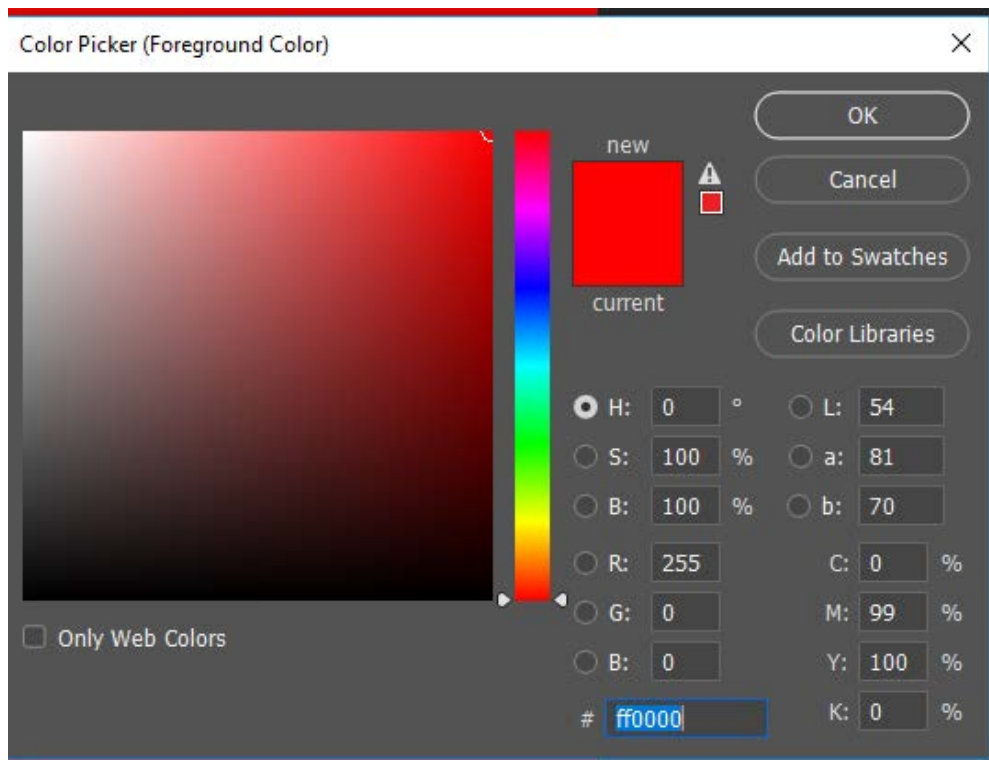 Color Picker (Foreground Color)
new
current
OK
Cancel
Add to Swatches
Color Libraries
H: 0 °
S: 100 %
B: 100 %
R: 255
G: 0
B: 0
# ff0000
L: 54
a: 81
b: 70
C: 0 %
M: 99 %
Y: 100 %
K: 0 %
Only Web Colors